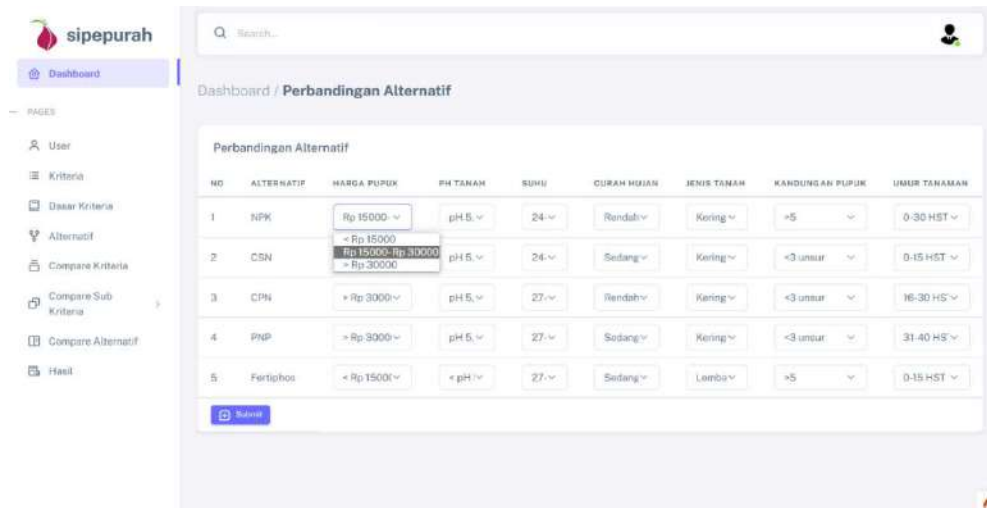 sipepurah
Search...
Dashboard
PAGES
User
Kriteria
Dasar Kriteria
Alternatif
Compare Kriteria
Compare Sub
Kriteria
Compare Alternatif
Hasil
Dashboard / Perbandingan Alternatif
Perbandingan Alternatif
NO ALTERNATIF HARGA PUPUK PH TANAH SUHU CURAH HUJAN JENIS TANAH KANDUNGAN PUPUK UMUR TANAMAN
1 NPK Rp 15000- pH 5, 24- Rendah Kering >5 0-30 HST
< Rp 15000
Rp 15000-Rp 30000
> Rp 30000
2 CSN pH 5, 24- Sedang Kering <3 unsur 0-15 HST
3 CPN > Rp 3000 pH 5, 27- Rendah Kering <3 unsur 16-30 HS
4 PNP > Rp 3000 pH 5, 27- Sedang Kering <3 unsur 31-40 HS
5 Fertiphos < Rp 1500 < pH 27- Sedang Lemba >5 0-15 HST
Submit